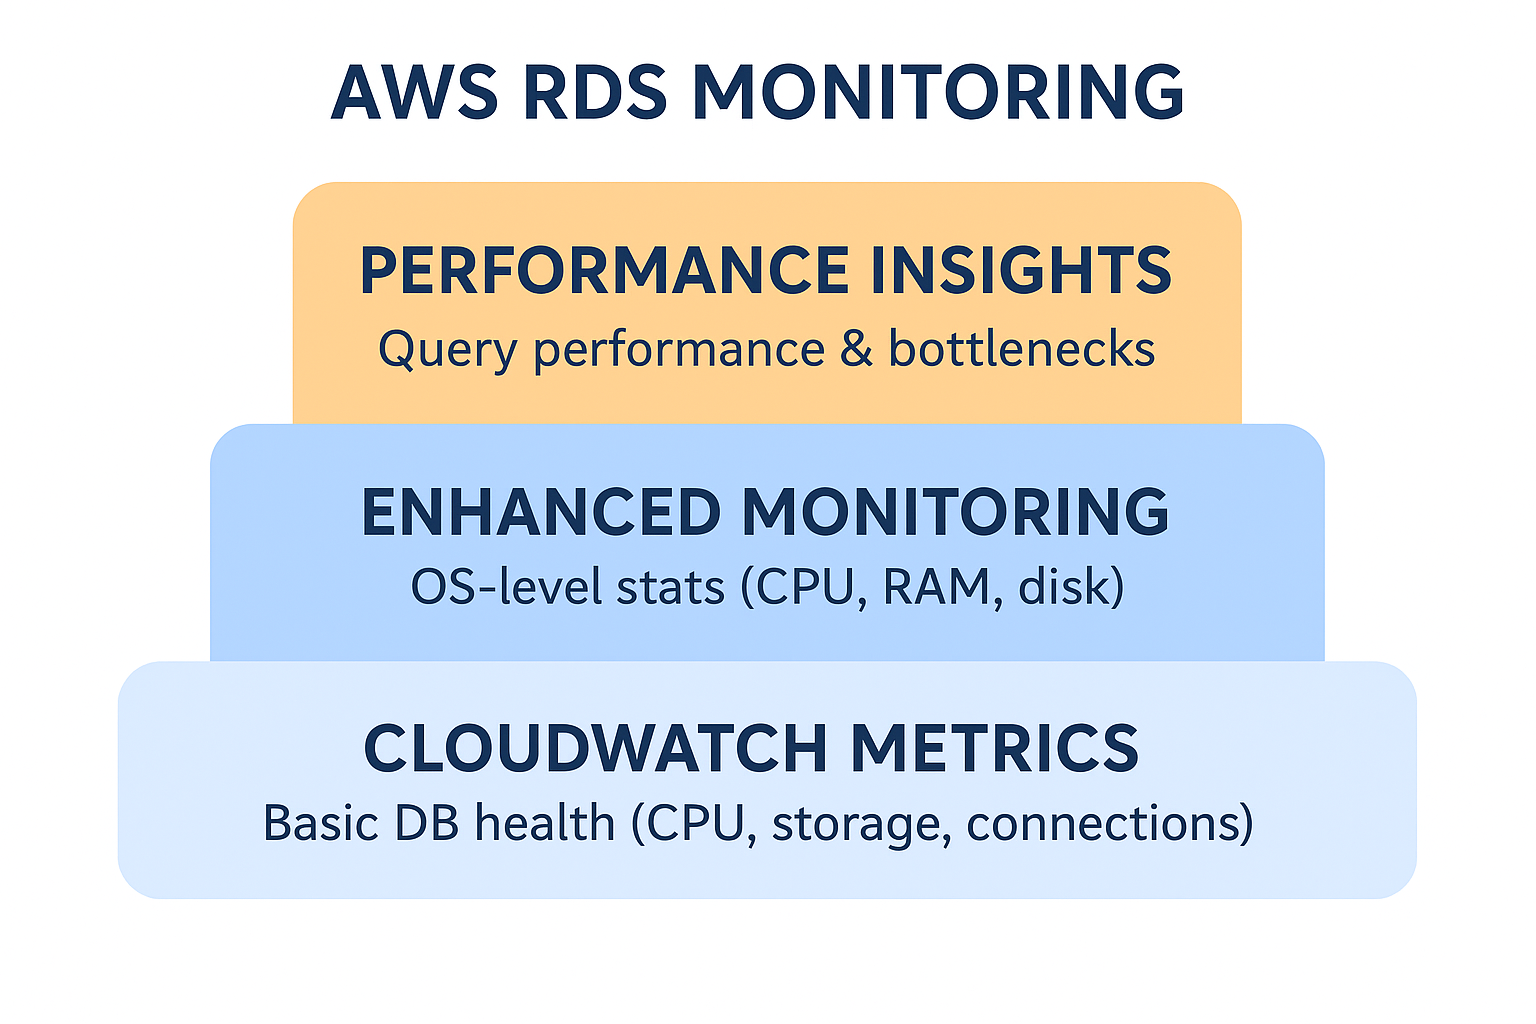 AWS RDS MONITORING
PERFORMANCE INSIGHTS
Query performance & bottlenecks
ENHANCED MONITORING
OS-level stats (CPU, RAM, disk)
CLOUDWATCH METRICS
Basic DB health (CPU, storage, connections)